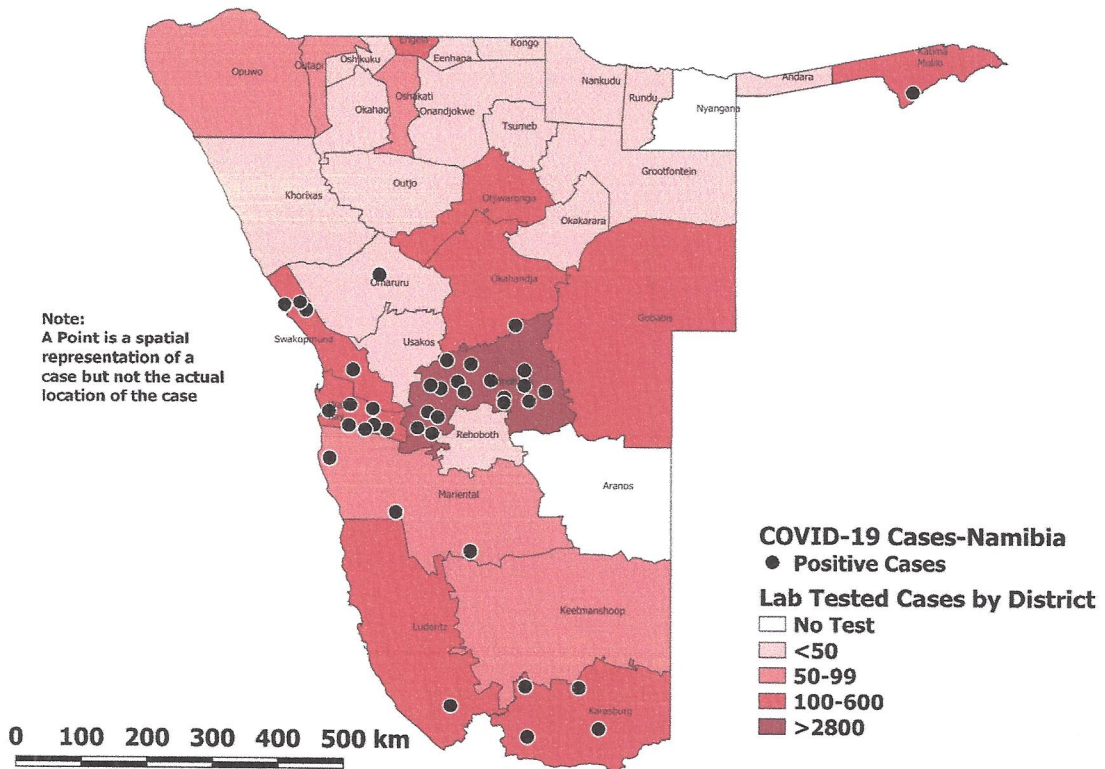 Kongo
Engela
Oshikuku
Eenhana
Katima
Mulilo
Opuwo
Outapi
Oshakati
Nankudu
Andara
Okahao
Onandjokwe
Rundu
Nyangana
Tsumeb
Grootfontein
Khorixas
Outjo
Otjiwarongo
Okakarara
Omaruru
Okahandja
Gobabis
Note:
A Point is a spatial
representation of a
case but not the actual
location of the case
Swakopmund
Usakos
Rehoboth
Aranos
Mariental
COVID-19 Cases-Namibia
Positive Cases
Lab Tested Cases by District
No Test
<50
50-99
100-600
>2800
Keetmanshoop
Luderitz
Karasburg
0 100 200 300 400 500 km